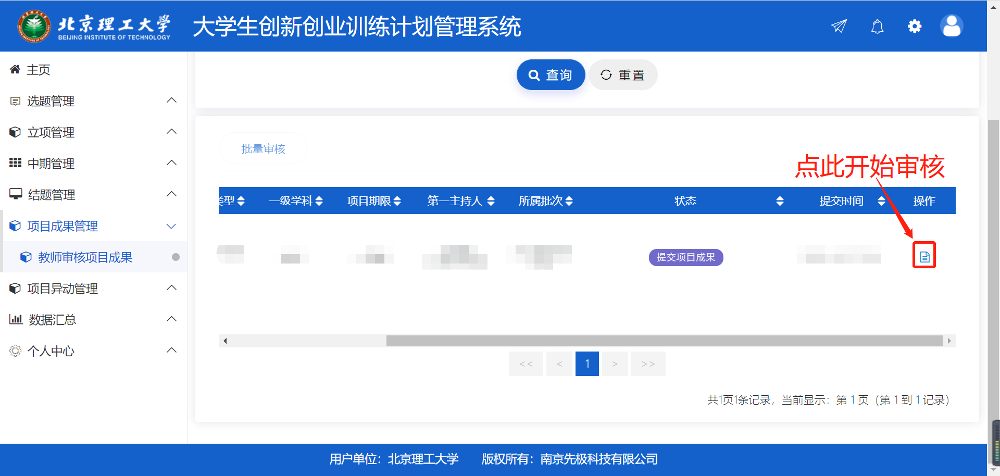 北京理工大学
BEIJING INSTITUTE OF TECHNOLOGY
大学生创新创业训练计划管理系统
主页
选题管理
立项管理
中期管理
结题管理
项目成果管理
教师审核项目成果
项目异动管理
数据汇总
个人中心
查询 重置
批量审核
点此开始审核
类型 一级学科 项目期限 第一主持人 所属批次 状态 提交时间 操作
提交项目成果
<< < 1 > >>
共1页1条记录，当前显示：第 1 页（第 1 到 1 记录）
用户单位：北京理工大学 版权所有：南京先极科技有限公司